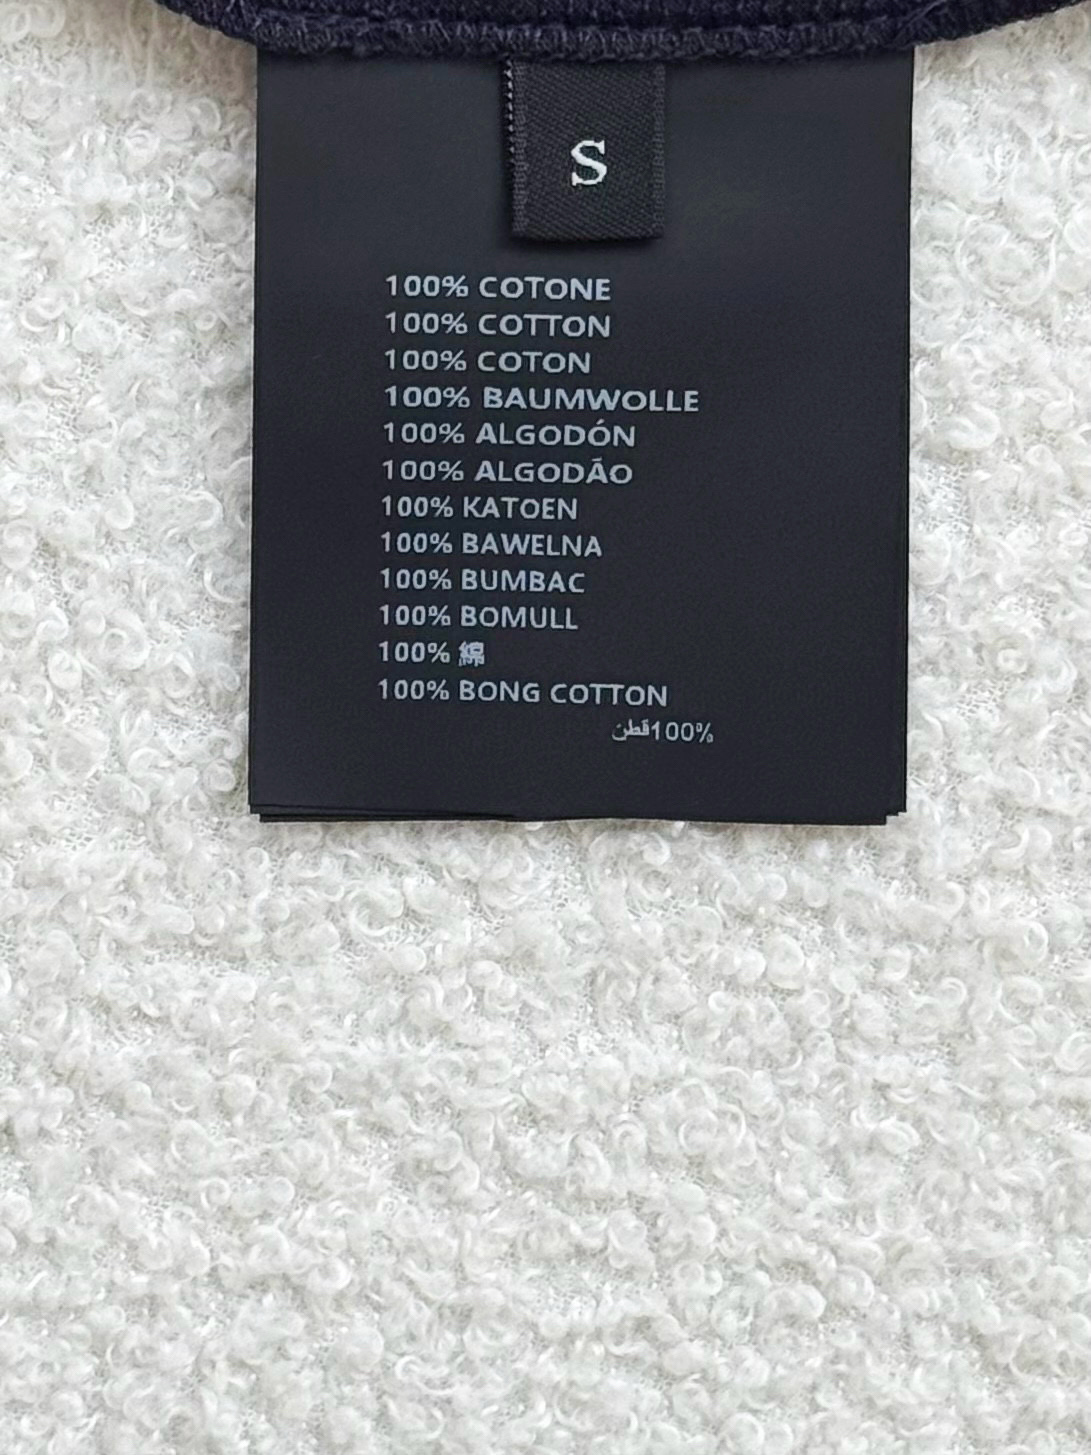 S
100% COTONE
100% COTTON
100% COTON
100% BAUMWOLLE
100% ALGODÓN
100% ALGODÃO
100% KATOEN
100% BAWELNA
100% BUMBAC
100% BOMULL
100% 綿
100% BONG COTTON
100%قطن